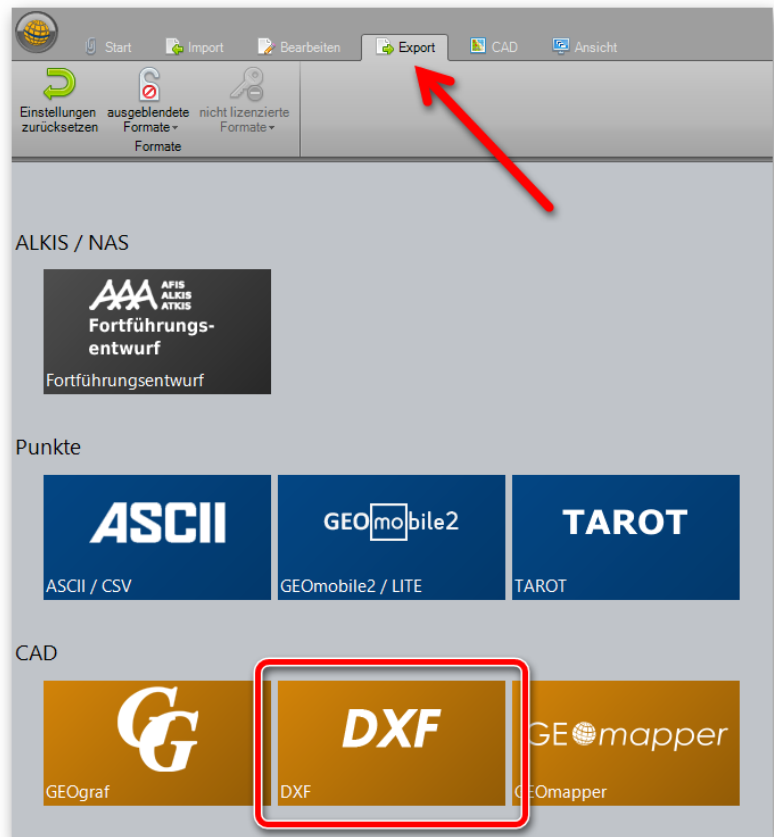 Start Import Bearbeiten Export CAD Ansicht
Einstellungen ausgeblendete nicht lizenzierte
zurücksetzen Formate Formate
Formate
ALKIS / NAS
AAA AFIS
ALKIS
ATKIS
Fortführungs-
entwurf
Fortführungsentwurf
Punkte
ASCII GEOmobile2 TAROT
ASCII / CSV GEOmobile2 / LITE TAROT
CAD
GG DXF GEOmapper
GEOgraf DXF GEOmapper